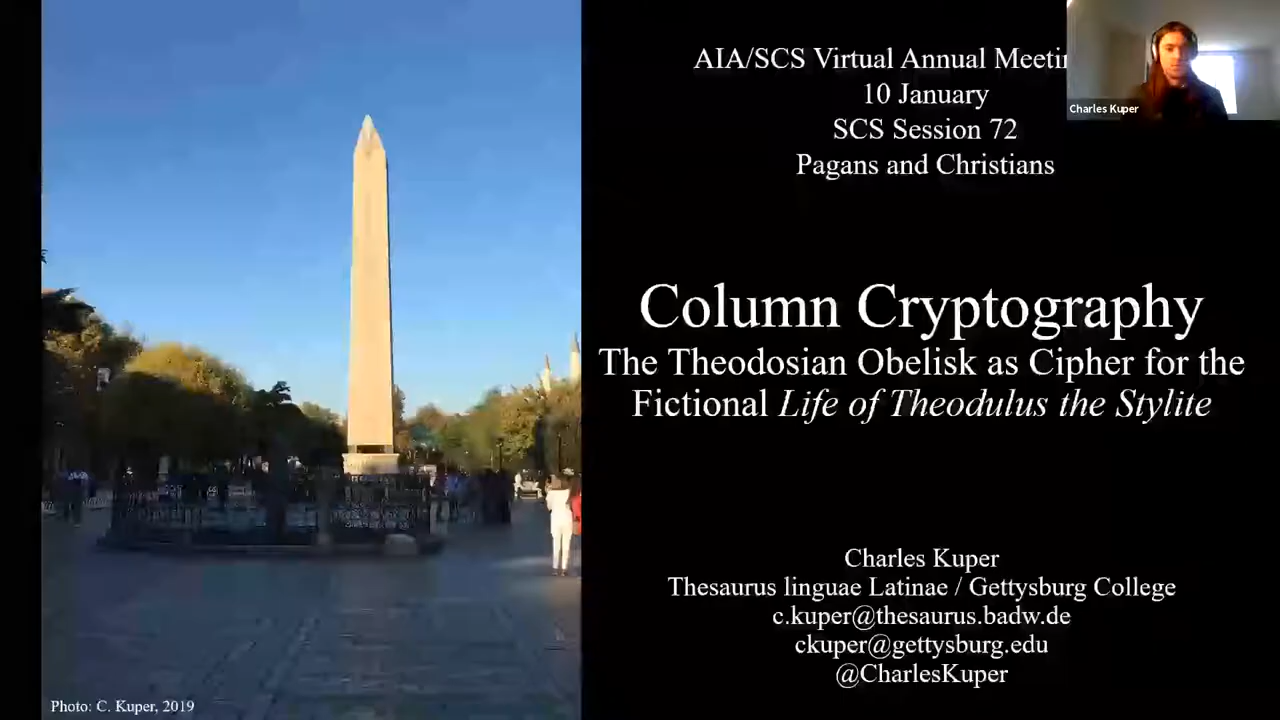 AIA/SCS Virtual Annual
10 January
SCS Session 72
Pagans and Christians
Charles Kuper
Column Cryptography
The Theodosian Obelisk as Cipher for the
Fictional Life of Theodulus the Stylite
Charles Kuper
Thesaurus linguae Latinae / Gettysburg College
c.kuper@thesaurus.badw.de
ckuper@gettysburg.edu
@CharlesKuper
Photo: C. Kuper, 2019